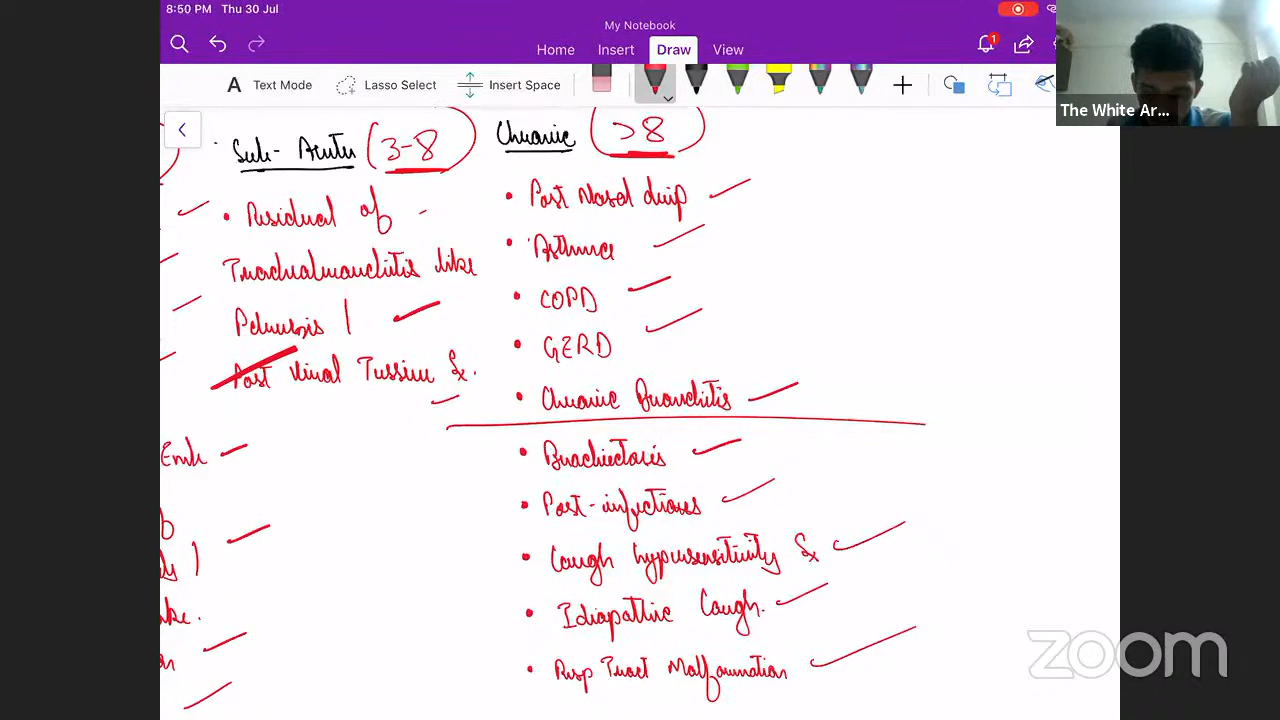 8:50 PM Thu 30 Jul
My Notebook
Home Insert Draw View
1
A Text Mode Lasso Select Insert Space
The White Ar...
Sub-Acute (3-8
• Residual of
Tracheobronchitis like
Pertussis |
Post Viral Tussive Sx.
Chronic (>8)
• Post Nasal drip
• Asthma
• COPD
• GERD
• Chronic Bronchitis
• Bronchiectasis
• Post-infectious
• Cough hypersensitivity Sx
• Idiopathic Cough.
• Resp Tract Malformation
zoom